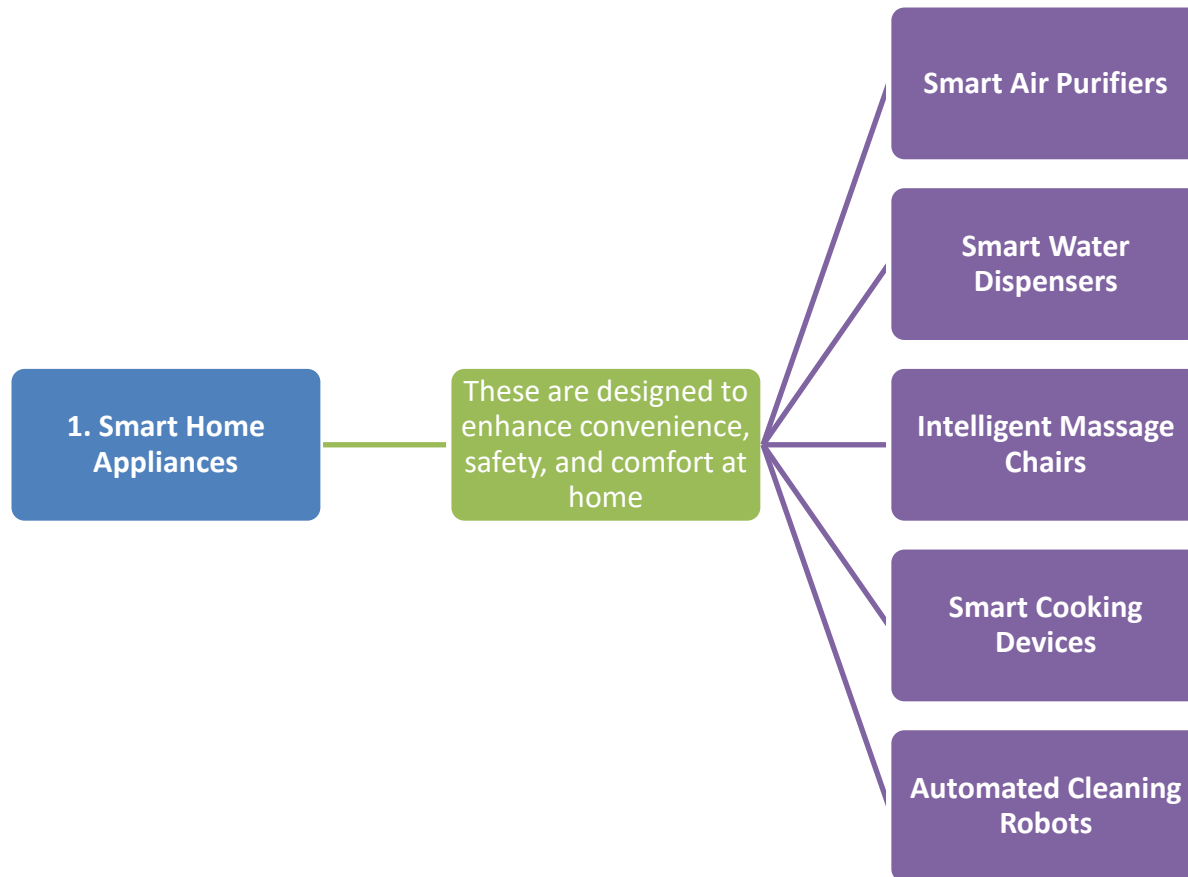 1. Smart Home
Appliances
These are designed to
enhance convenience,
safety, and comfort at
home
Smart Air Purifiers
Smart Water
Dispensers
Intelligent Massage
Chairs
Smart Cooking
Devices
Automated Cleaning
Robots